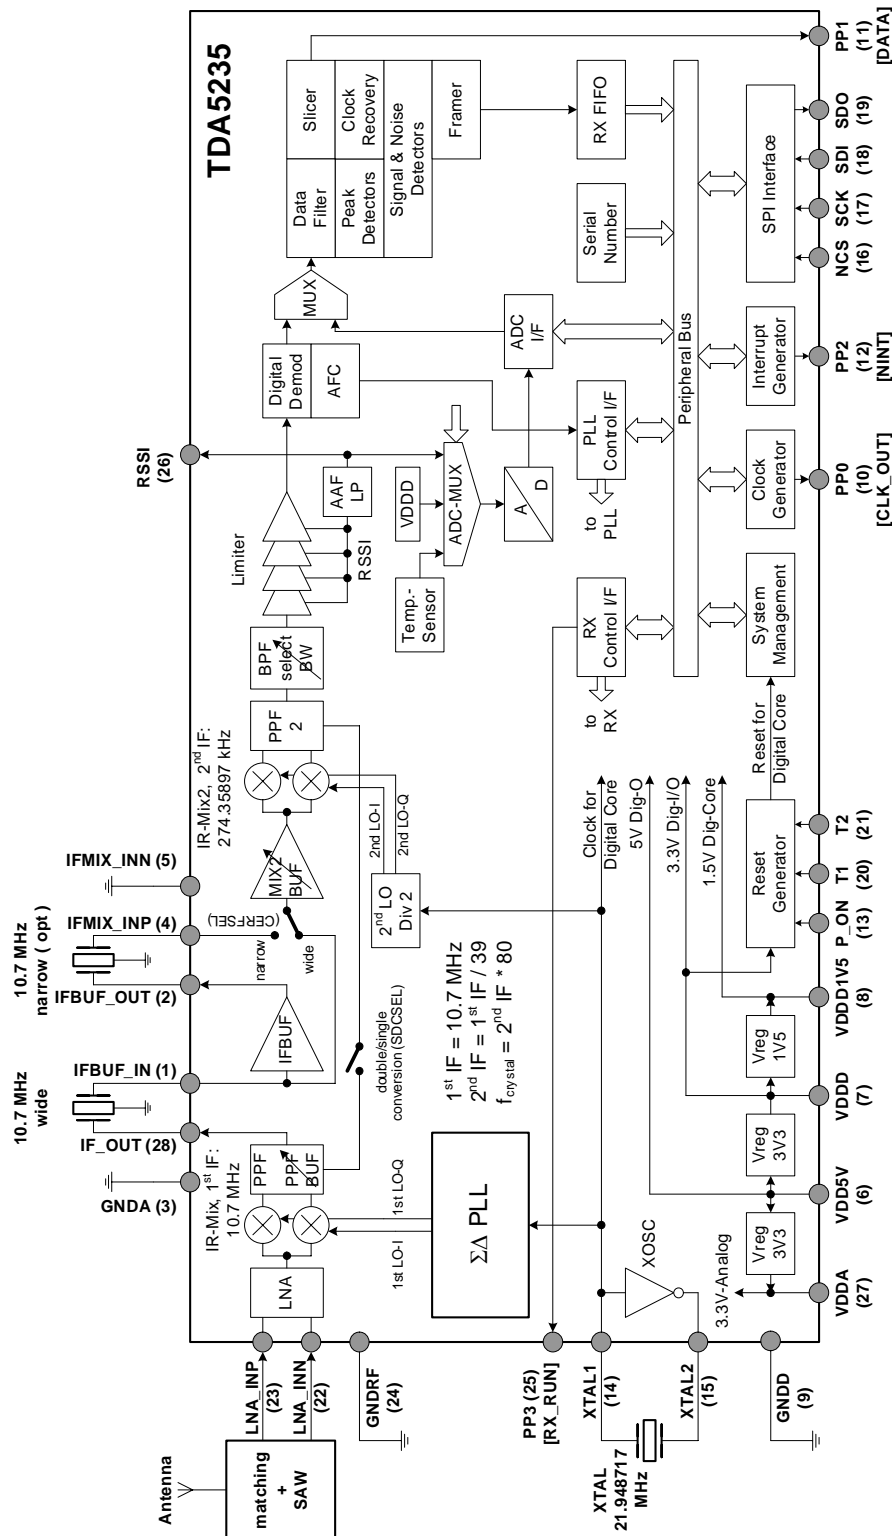 TDA5235
Antenna
matching
+
SAW
LNA_INP
(23)
LNA_INN
(22)
GNDRF
(24)
LNA
IR-Mix, 1st IF:
10.7 MHz
PPF
PPF
BUF
1st LO-I
1st LO-Q
ΣΔ PLL
GNDA (3)
IF_OUT (28)
10.7 MHz
wide
IFBUF_IN (1)
IFBUF
IFBUF_OUT (2)
10.7 MHz
narrow ( opt )
IFMIX_INP (4)
IFMIX_INN (5)
narrow
wide
(CERFSEL)
double/single
conversion (SDCSEL)
MIX2
BUF
IR-Mix2, 2nd IF:
274.35897 kHz
2nd LO-I
2nd LO-Q
2nd LO
Div 2
1st IF = 10.7 MHz
2nd IF = 1st IF / 39
fcrystal = 2nd IF * 80
PPF
2
BPF
select
BW
Limiter
RSSI
AAF
LP
RSSI
(26)
Digital
Demod
AFC
MUX
Data
Filter
Slicer
Peak
Detectors
Clock
Recovery
Signal & Noise
Detectors
Framer
Temp.-
Sensor
VDDD
ADC-MUX
A
D
ADC
I/F
RX
Control I/F
to
RX
PLL
Control I/F
to
PLL
Serial
Number
RX FIFO
Peripheral Bus
PP3 (25)
[RX_RUN]
XTAL1
(14)
XTAL
21.948717
MHz
XTAL2
(15)
XOSC
GNDD
(9)
Clock for
Digital Core
5V Dig-O
3.3V Dig-I/O
1.5V Dig-Core
3.3V-Analog
Vreg
3V3
Vreg
3V3
Vreg
1V5
Reset
Generator
Reset for
Digital Core
System
Management
Clock
Generator
Interrupt
Generator
SPI Interface
VDDA
(27)
VDD5V
(6)
VDDD
(7)
VDDD1V5
(8)
P_ON
(13)
T1
(20)
T2
(21)
PP0
(10)
[CLK_OUT]
PP2
(12)
[NINT]
NCS
(16)
SCK
(17)
SDI
(18)
SDO
(19)
PP1
(11)
[DATA]